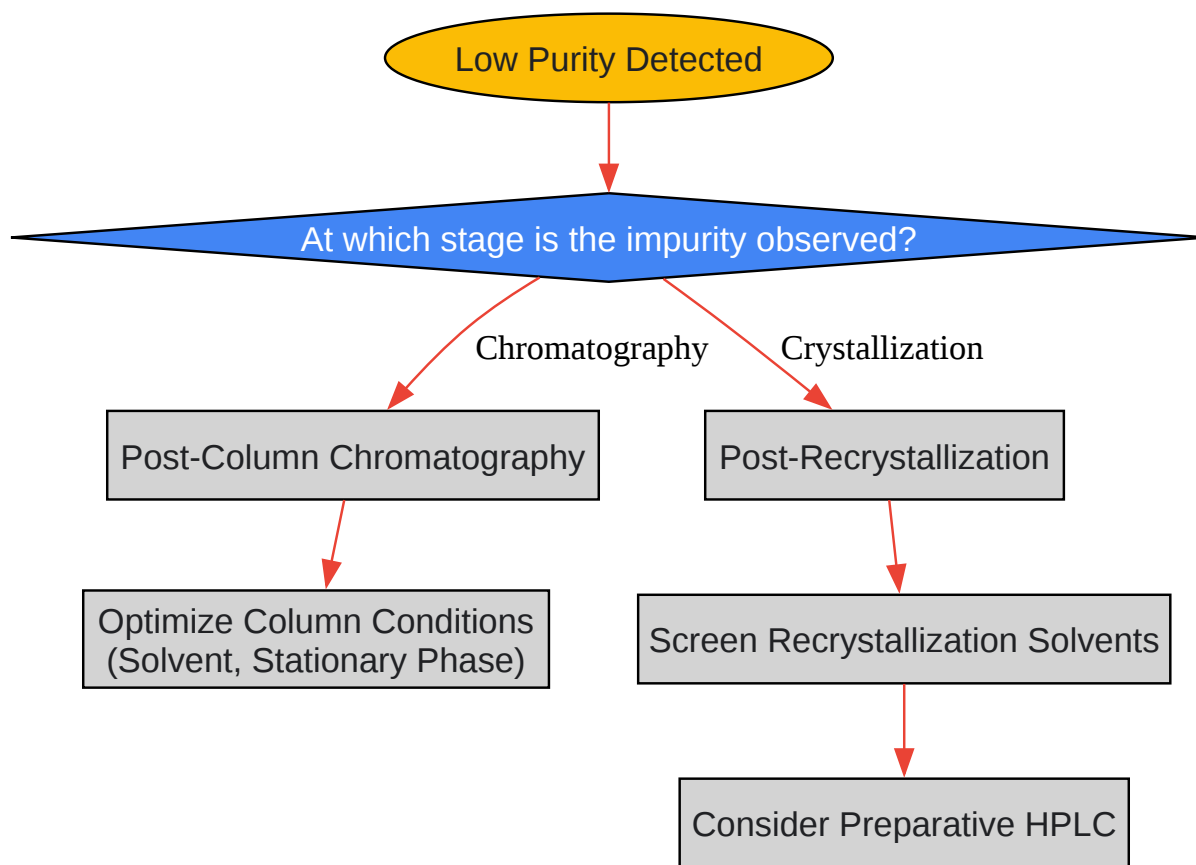 Low Purity Detected
At which stage is the impurity observed?
Chromatography
Crystallization
Post-Column Chromatography
Post-Recrystallization
Optimize Column Conditions
(Solvent, Stationary Phase)
Screen Recrystallization Solvents
Consider Preparative HPLC